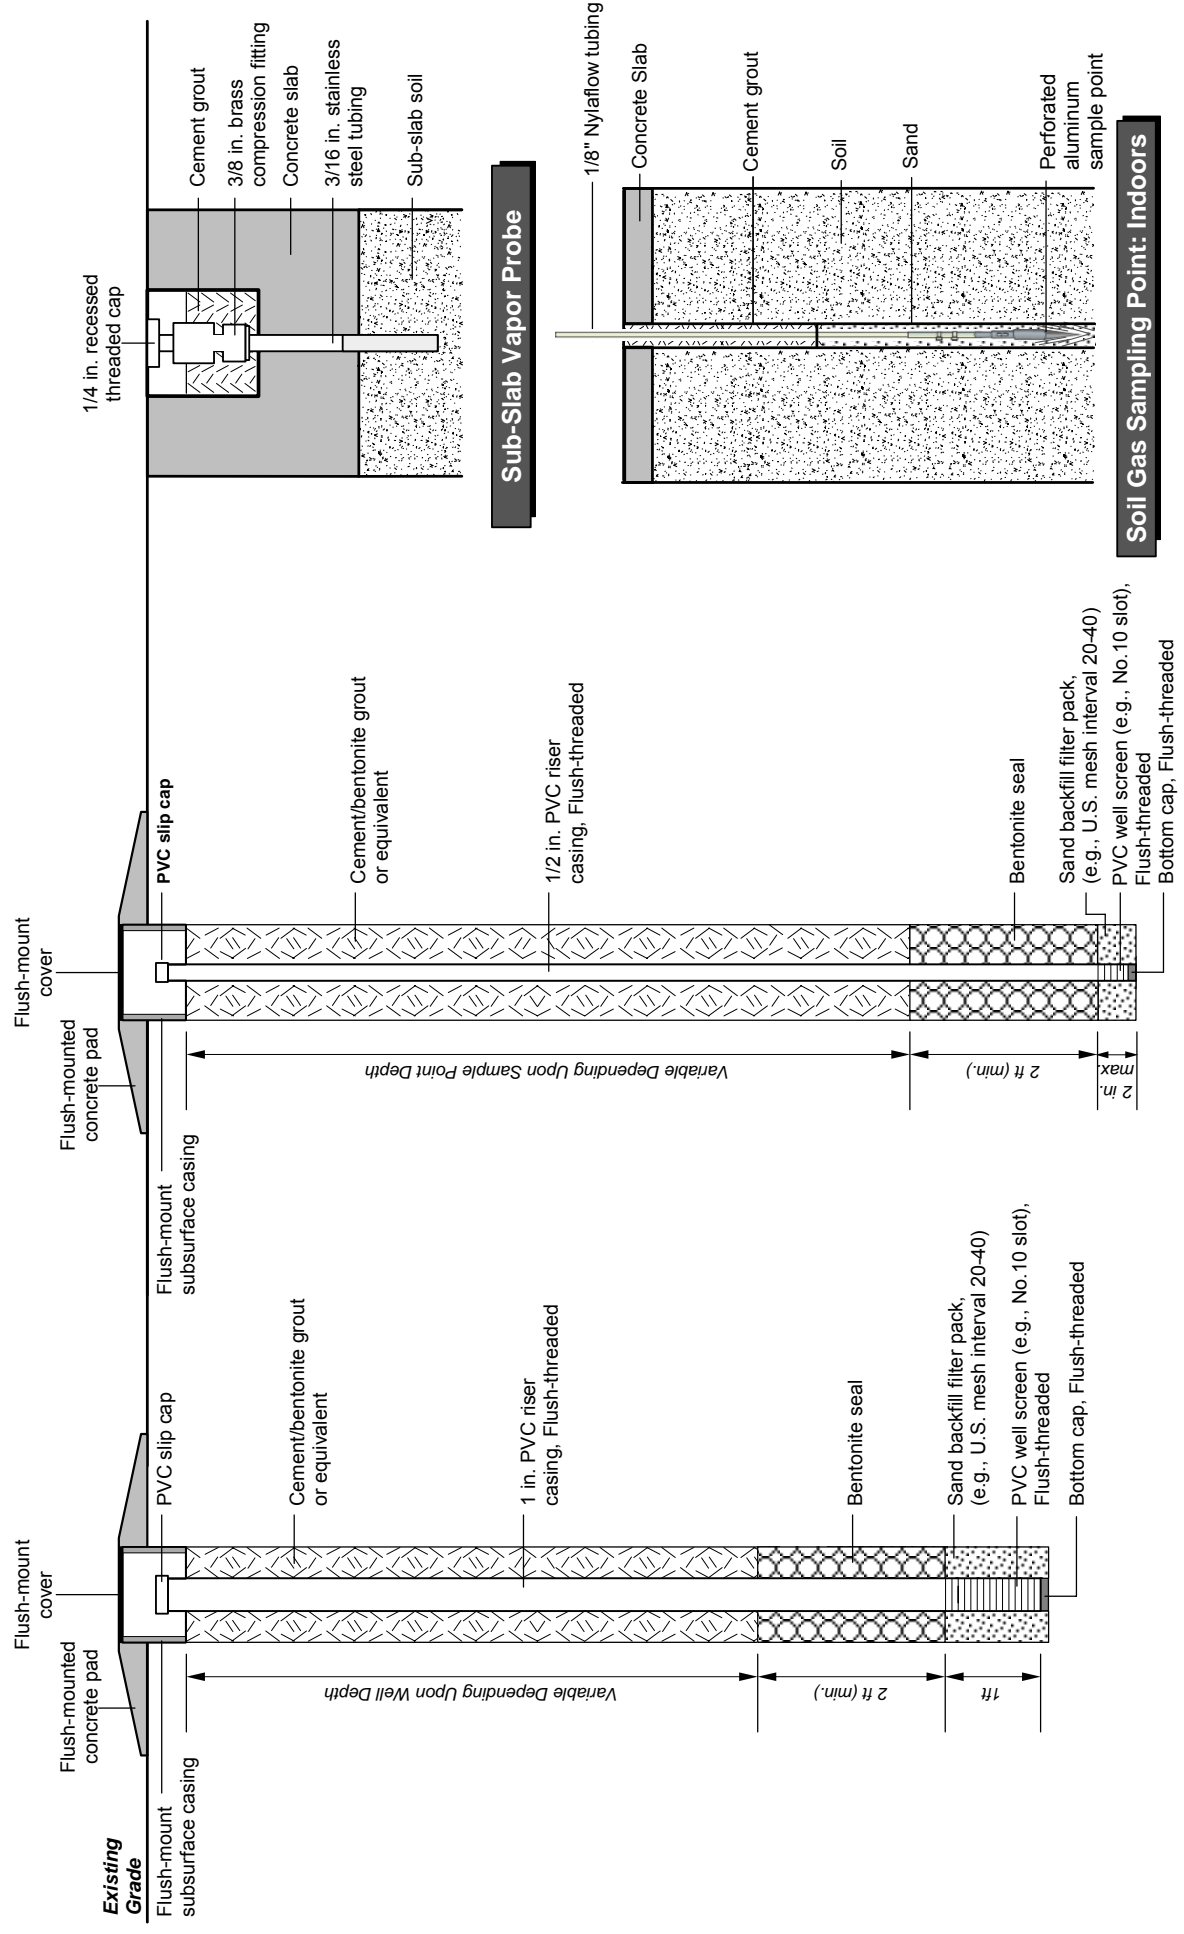 Existing
Grade
Flush-mount
subsurface casing
Flush-mounted
concrete pad
Flush-mount
cover
PVC slip cap
Cement/bentonite grout
or equivalent
1 in. PVC riser
casing, Flush-threaded
Bentonite seal
Sand backfill filter pack,
(e.g., U.S. mesh interval 20-40)
PVC well screen (e.g., No.10 slot),
Flush-threaded
Bottom cap, Flush-threaded
Variable Depending Upon Well Depth
2 ft (min.)
1ft
Flush-mount
subsurface casing
Flush-mounted
concrete pad
Flush-mount
cover
PVC slip cap
Cement/bentonite grout
or equivalent
1/2 in. PVC riser
casing, Flush-threaded
Bentonite seal
Sand backfill filter pack,
(e.g., U.S. mesh interval 20-40)
PVC well screen (e.g., No.10 slot),
Flush-threaded
Bottom cap, Flush-threaded
Variable Depending Upon Sample Point Depth
2 ft (min.)
2 in.
max.
1/4 in. recessed
threaded cap
Cement grout
3/8 in. brass
compression fitting
Concrete slab
3/16 in. stainless
steel tubing
Sub-slab soil
Sub-Slab Vapor Probe
1/8" Nylaflow tubing
Concrete Slab
Cement grout
Soil
Sand
Perforated
aluminum
sample point
Soil Gas Sampling Point: Indoors